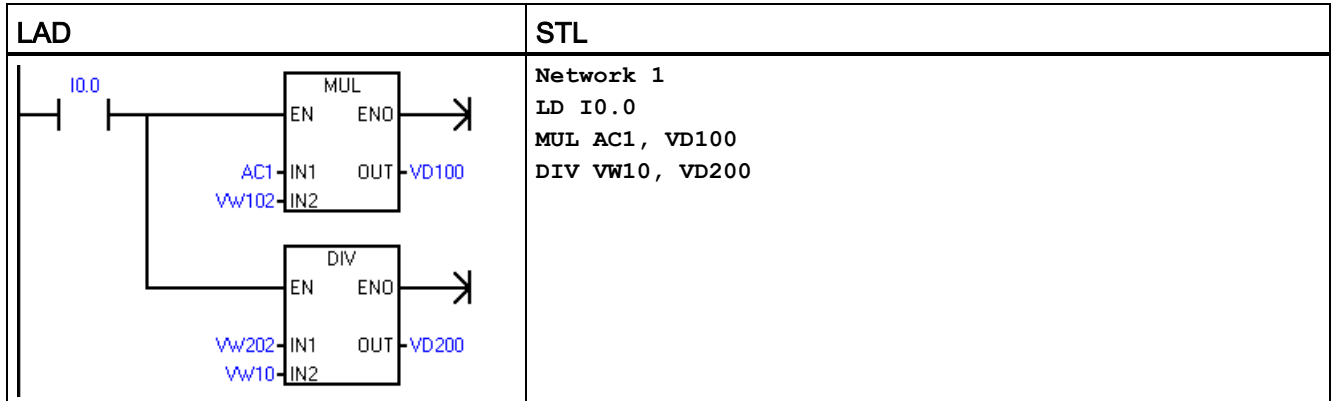 LAD
STL
I0.0
MUL
EN ENO
AC1 IN1 OUT VD100
VW102 IN2
DIV
EN ENO
VW202 IN1 OUT VD200
VW10 IN2
Network 1
LD I0.0
MUL AC1, VD100
DIV VW10, VD200